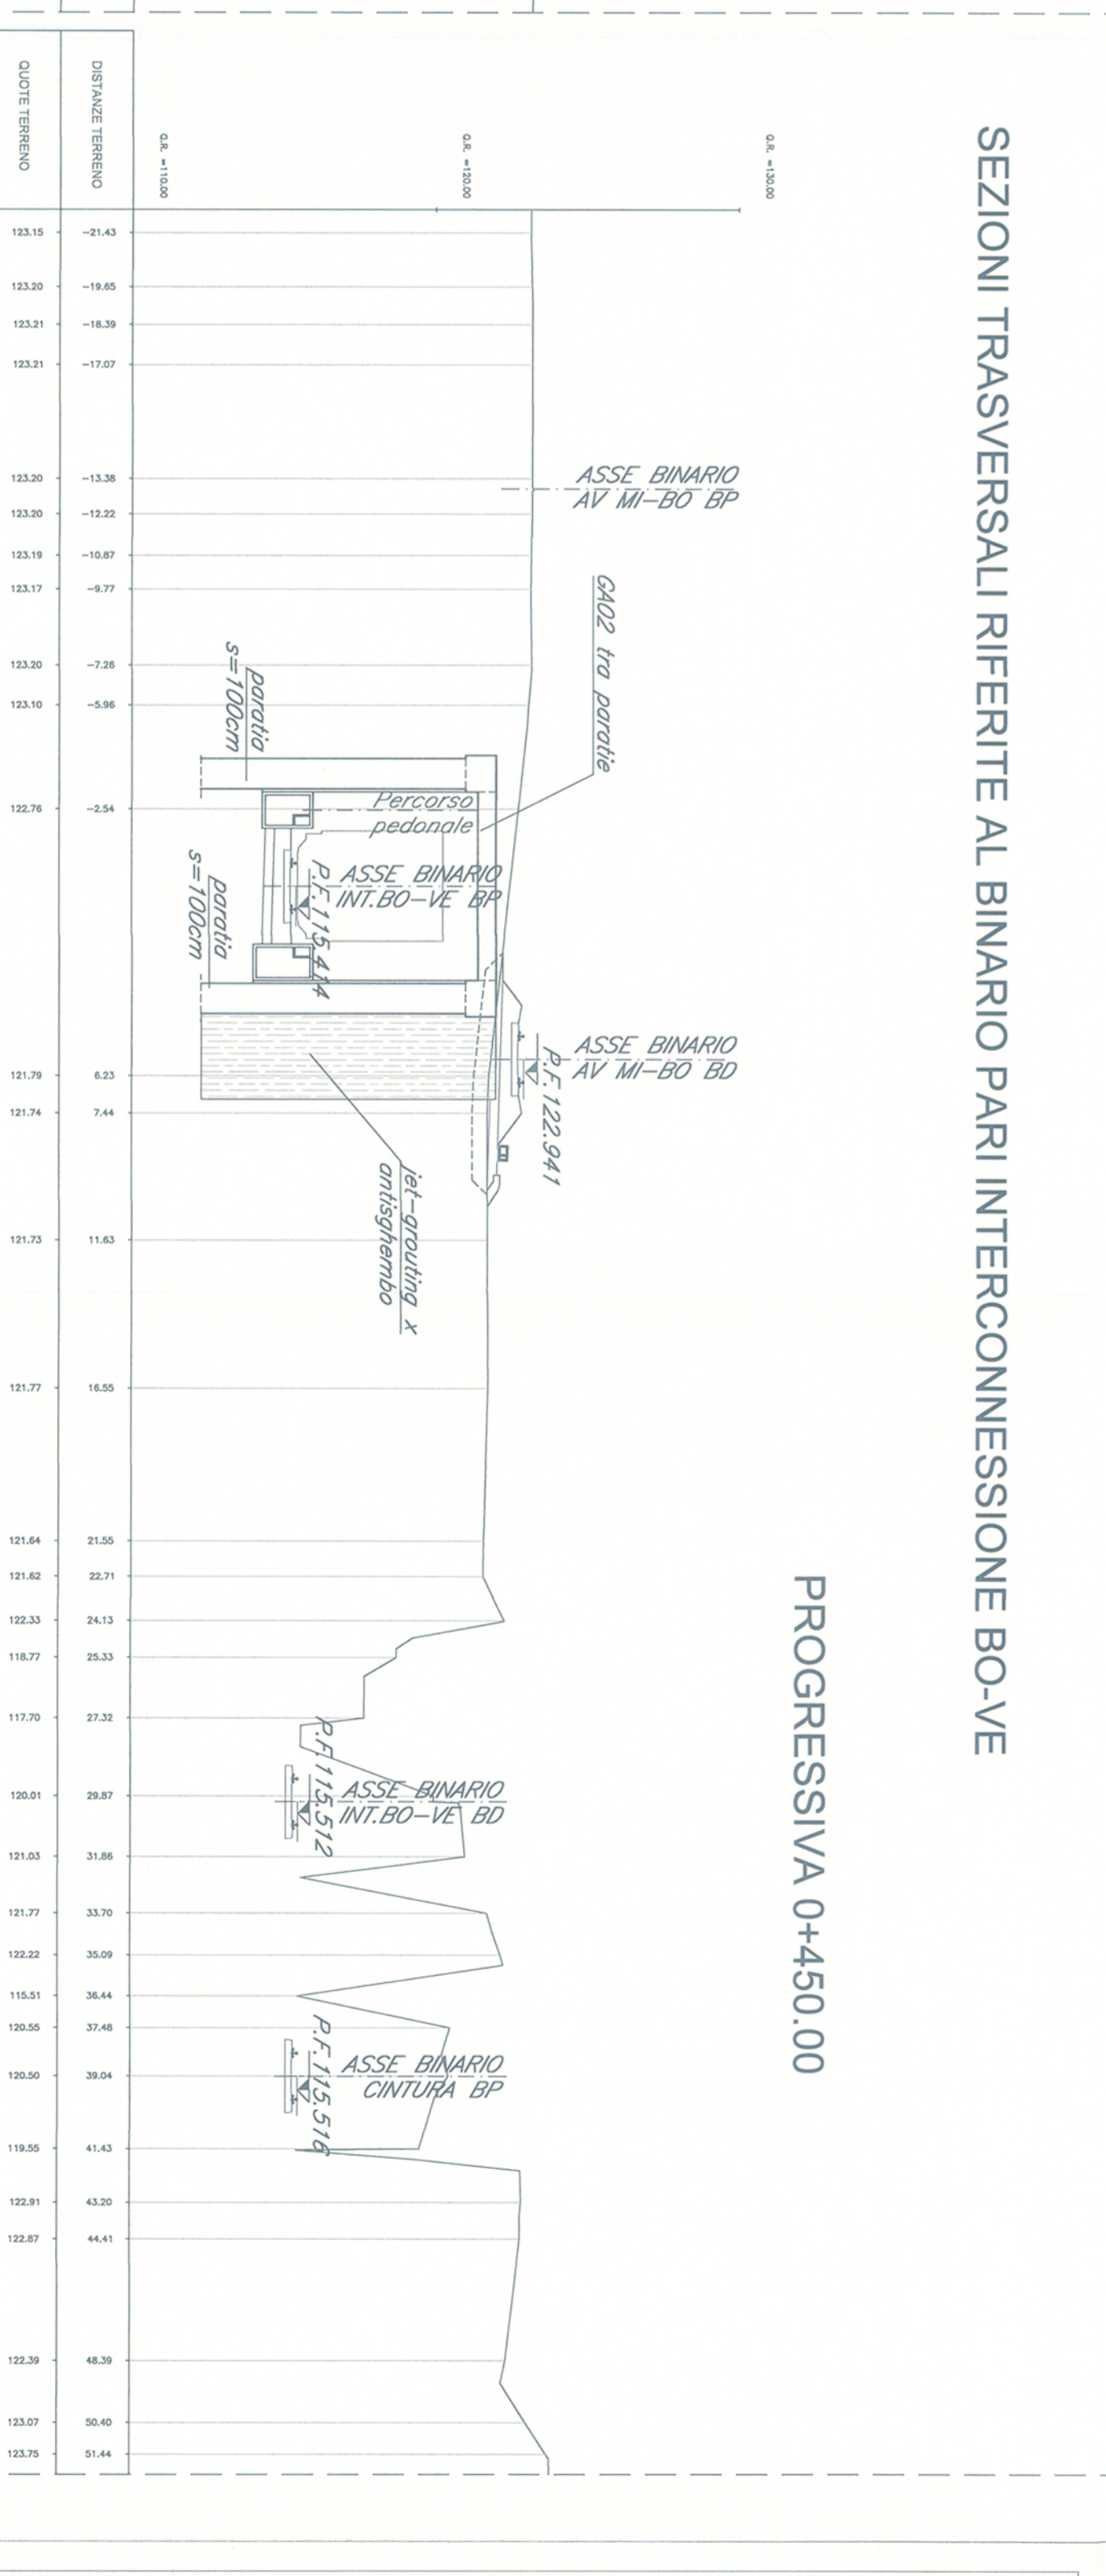 SEZIONI TRASVERSALI RIFERITE AL BINARIO PARI INTERCONNESSIONE BO-VE
PROGRESSIVA 0+450.00
Q.R. =130.00
Q.R. =120.00
Q.R. =110.00
ASSE BINARIO
AV MI-BO BP
GA02 tra paratie
paratia
s=100cm
Percorso
pedonale
ASSE BINARIO
INT.BO-VE BP
P.F.115.414
paratia
s=100cm
ASSE BINARIO
AV MI-BO BD
P.F.122.941
jet-grouting x
antisghembo
ASSE BINARIO
INT.BO-VE BD
P.F.115.512
ASSE BINARIO
CINTURA BP
P.F.115.516
DISTANZE TERRENO
-21.43
-19.65
-18.39
-17.07
-13.38
-12.22
-10.87
-9.77
-7.26
-5.96
-2.54
6.23
7.44
11.63
16.55
21.55
22.71
24.13
25.33
27.32
29.87
31.86
33.70
35.09
36.44
37.48
39.04
41.43
43.20
44.41
48.39
50.40
51.44
QUOTE TERRENO
123.15
123.20
123.21
123.21
123.20
123.20
123.19
123.17
123.20
123.10
122.76
121.79
121.74
121.73
121.77
121.64
121.62
122.33
118.77
117.70
120.01
121.03
121.77
122.22
115.51
120.55
120.50
119.55
122.91
122.87
122.39
123.07
123.75